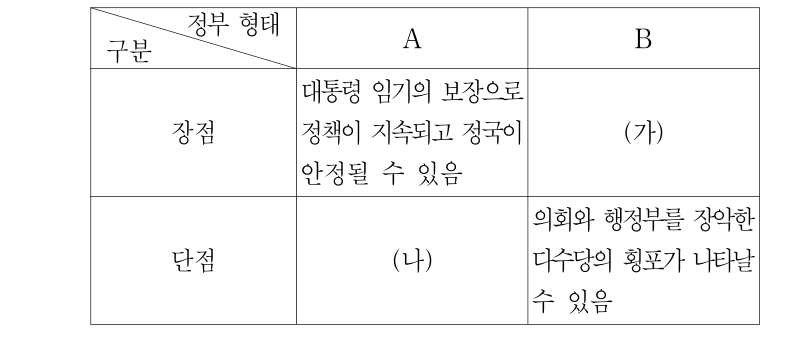 정부 형태
구분
A
B
장점
대통령 임기의 보장으로
정책이 지속되고 정국이
안정될 수 있음
(가)
단점
(나)
의회와 행정부를 장악한
다수당의 횡포가 나타날
수 있음